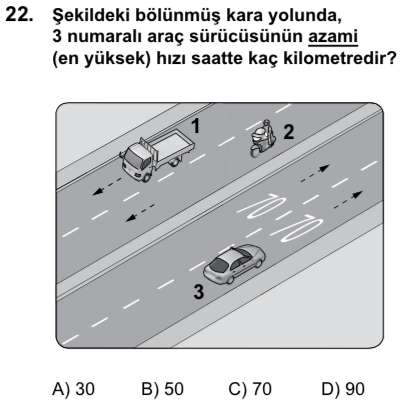 22. Şekildeki bölünmüş kara yolunda,
3 numaralı araç sürücüsünün azami
(en yüksek) hızı saatte kaç kilometredir?
1
2
70
70
3
A) 30 B) 50 C) 70 D) 90